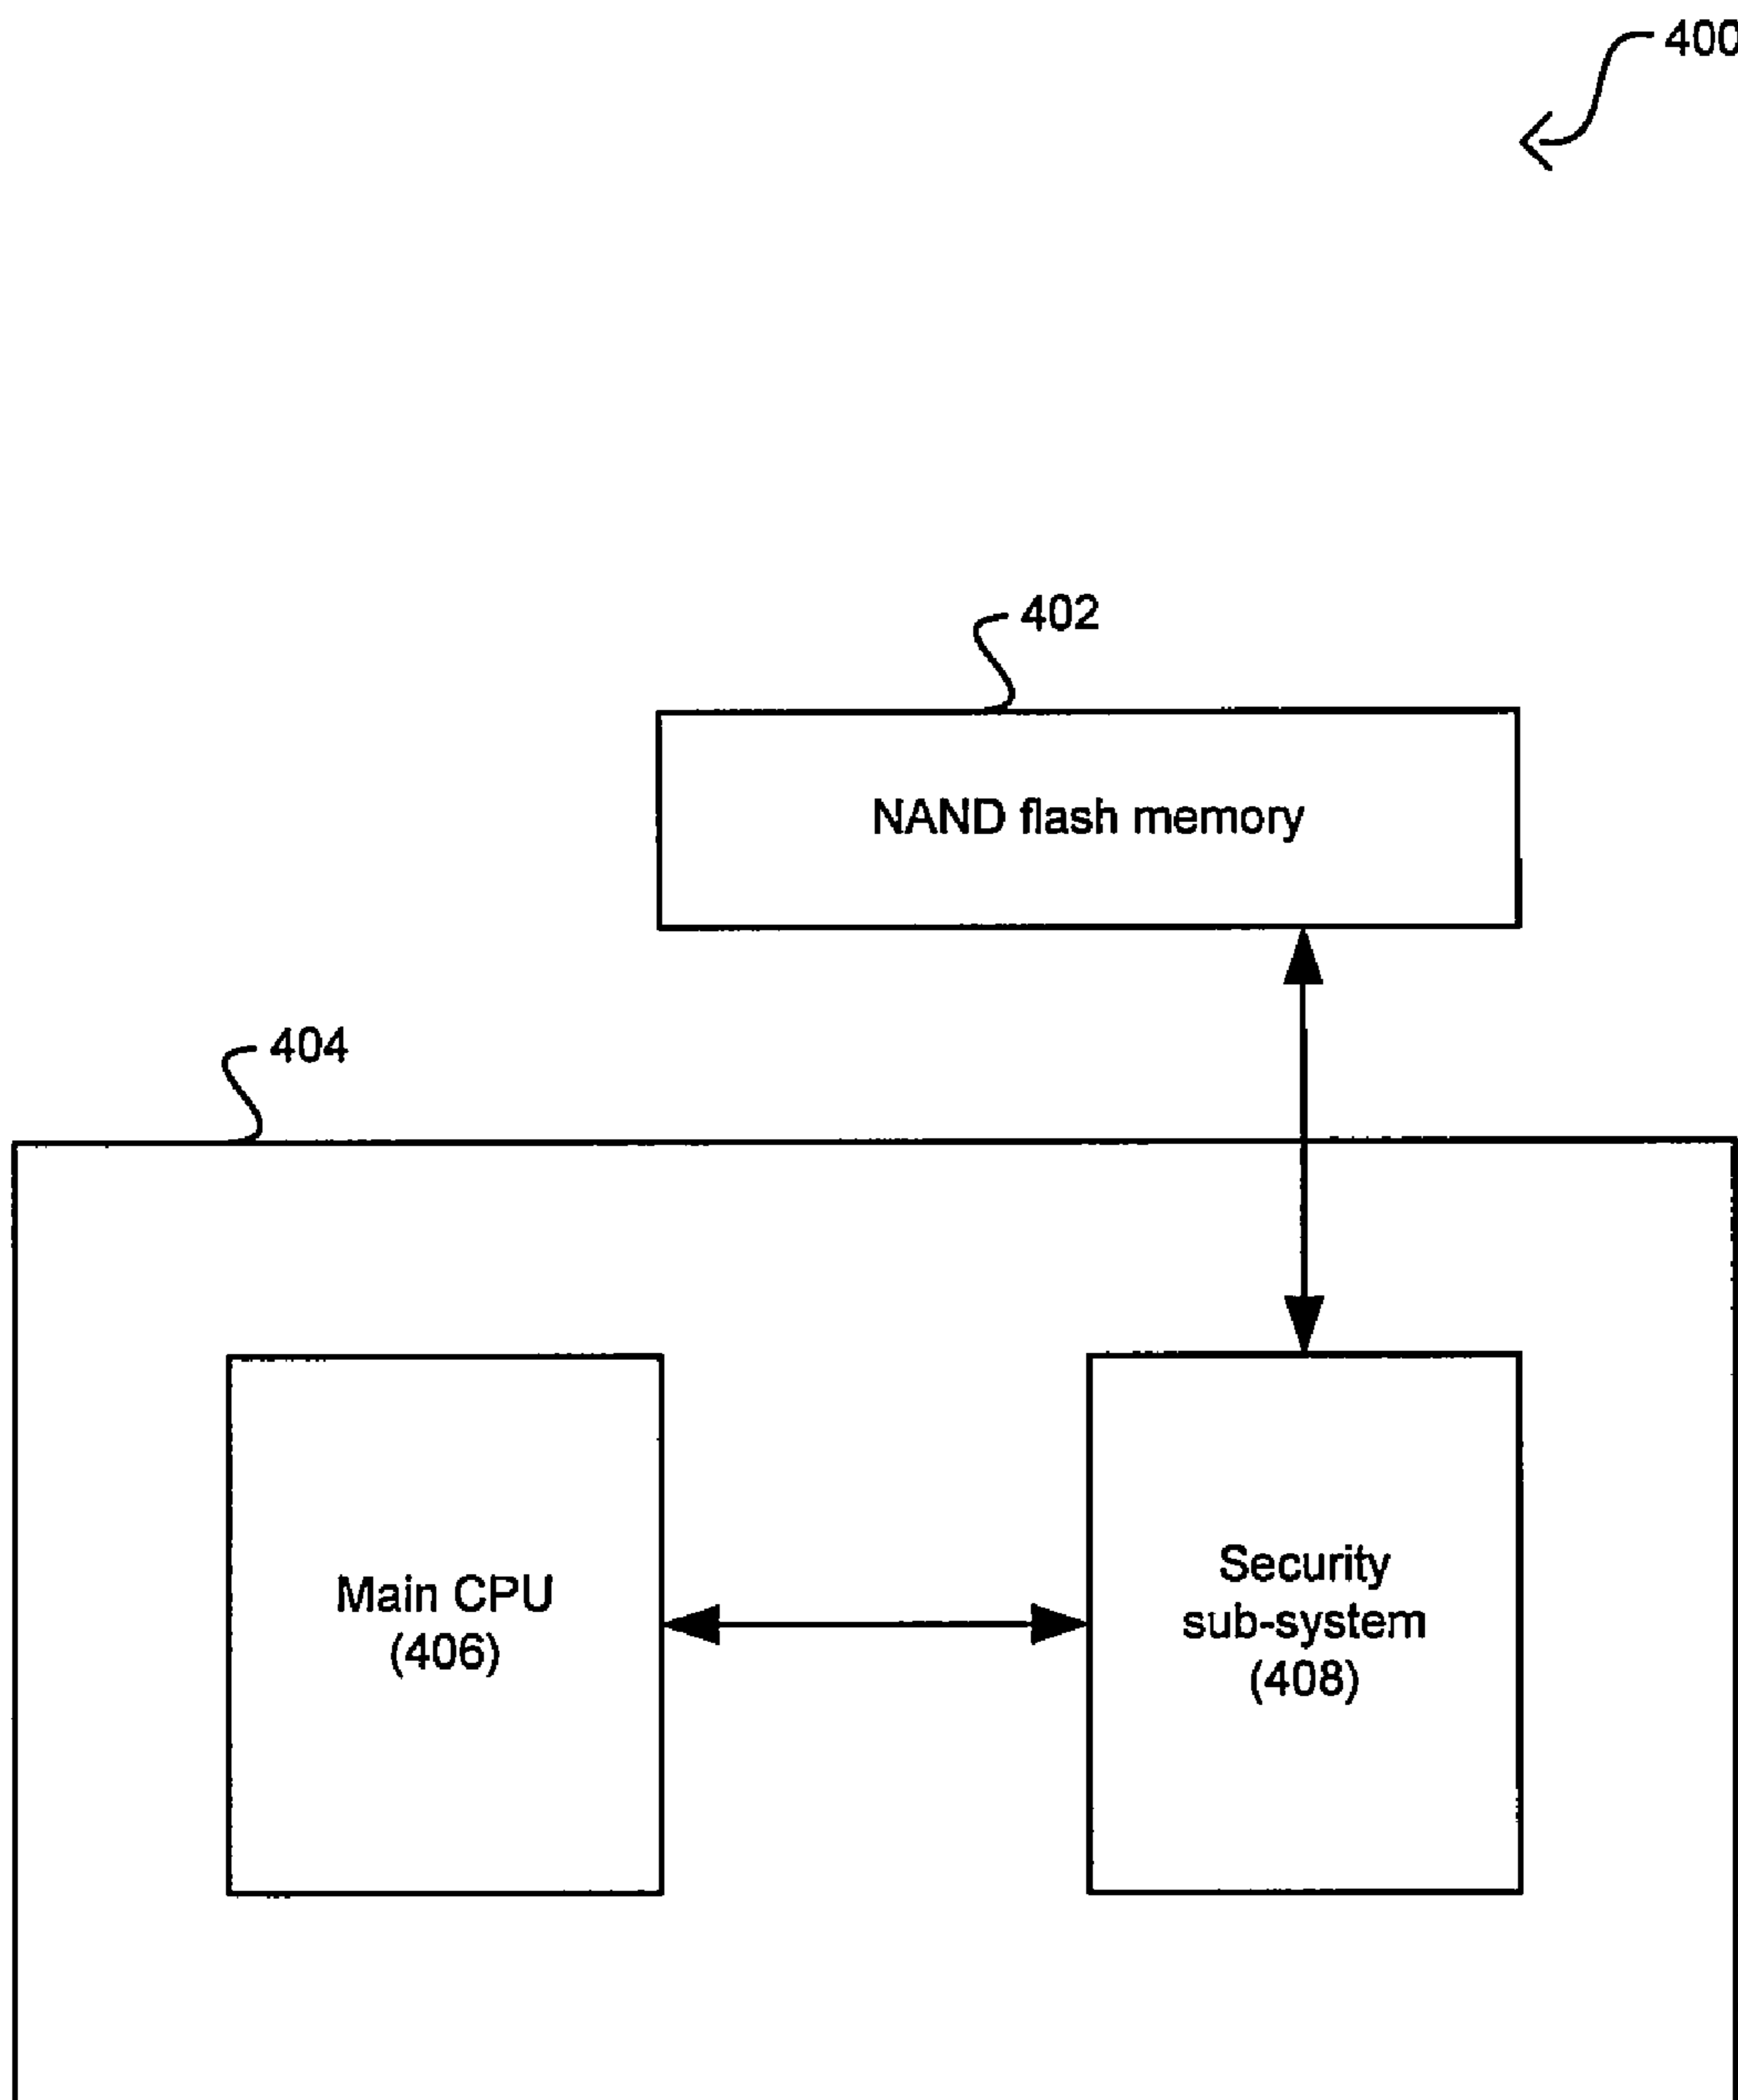 400
402
NAND flash memory
404
Main CPU
(406)
Security
sub-system
(408)